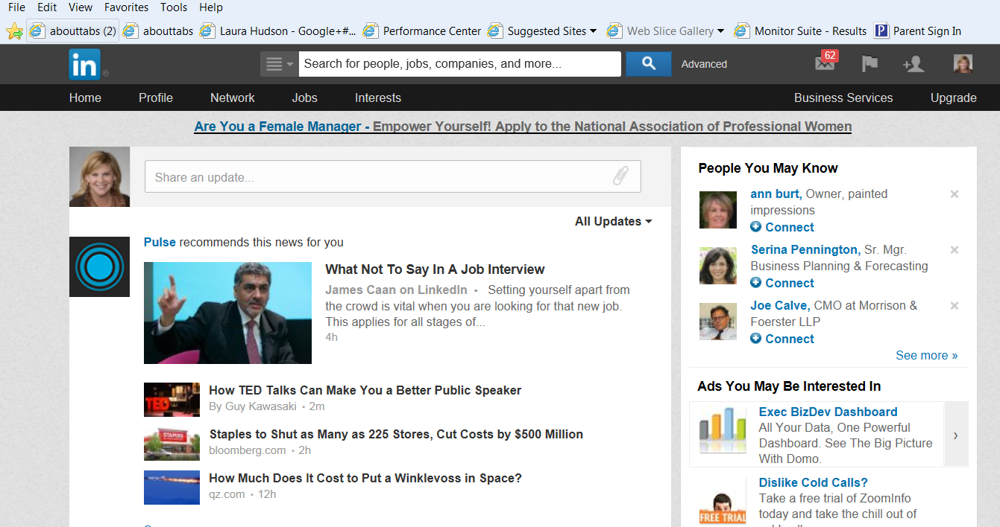 File Edit View Favorites Tools Help
abouttabs (2) abouttabs Laura Hudson - Google+#... Performance Center Suggested Sites Web Slice Gallery Monitor Suite - Results P Parent Sign In
in ® Search for people, jobs, companies, and more... Advanced 62
Home Profile Network Jobs Interests Business Services Upgrade
Are You a Female Manager - Empower Yourself! Apply to the National Association of Professional Women
Share an update...
All Updates
Pulse recommends this news for you
What Not To Say In A Job Interview
James Caan on LinkedIn • Setting yourself apart from
the crowd is vital when you are looking for that new job.
This applies for all stages of...
4h
TED
How TED Talks Can Make You a Better Public Speaker
By Guy Kawasaki • 2m
STAPLES
Staples to Shut as Many as 225 Stores, Cut Costs by $500 Million
bloomberg.com • 2h
How Much Does It Cost to Put a Winklevoss in Space?
qz.com • 12h
People You May Know
ann burt, Owner, painted
impressions
Connect
Serina Pennington, Sr. Mgr.
Business Planning & Forecasting
Connect
Joe Calve, CMO at Morrison &
Foerster LLP
Connect
See more »
Ads You May Be Interested In
Exec BizDev Dashboard
All Your Data, One Powerful
Dashboard. See The Big Picture
With Domo.
Dislike Cold Calls?
Take a free trial of ZoomInfo
today and take the chill out of
FREE TRIAL